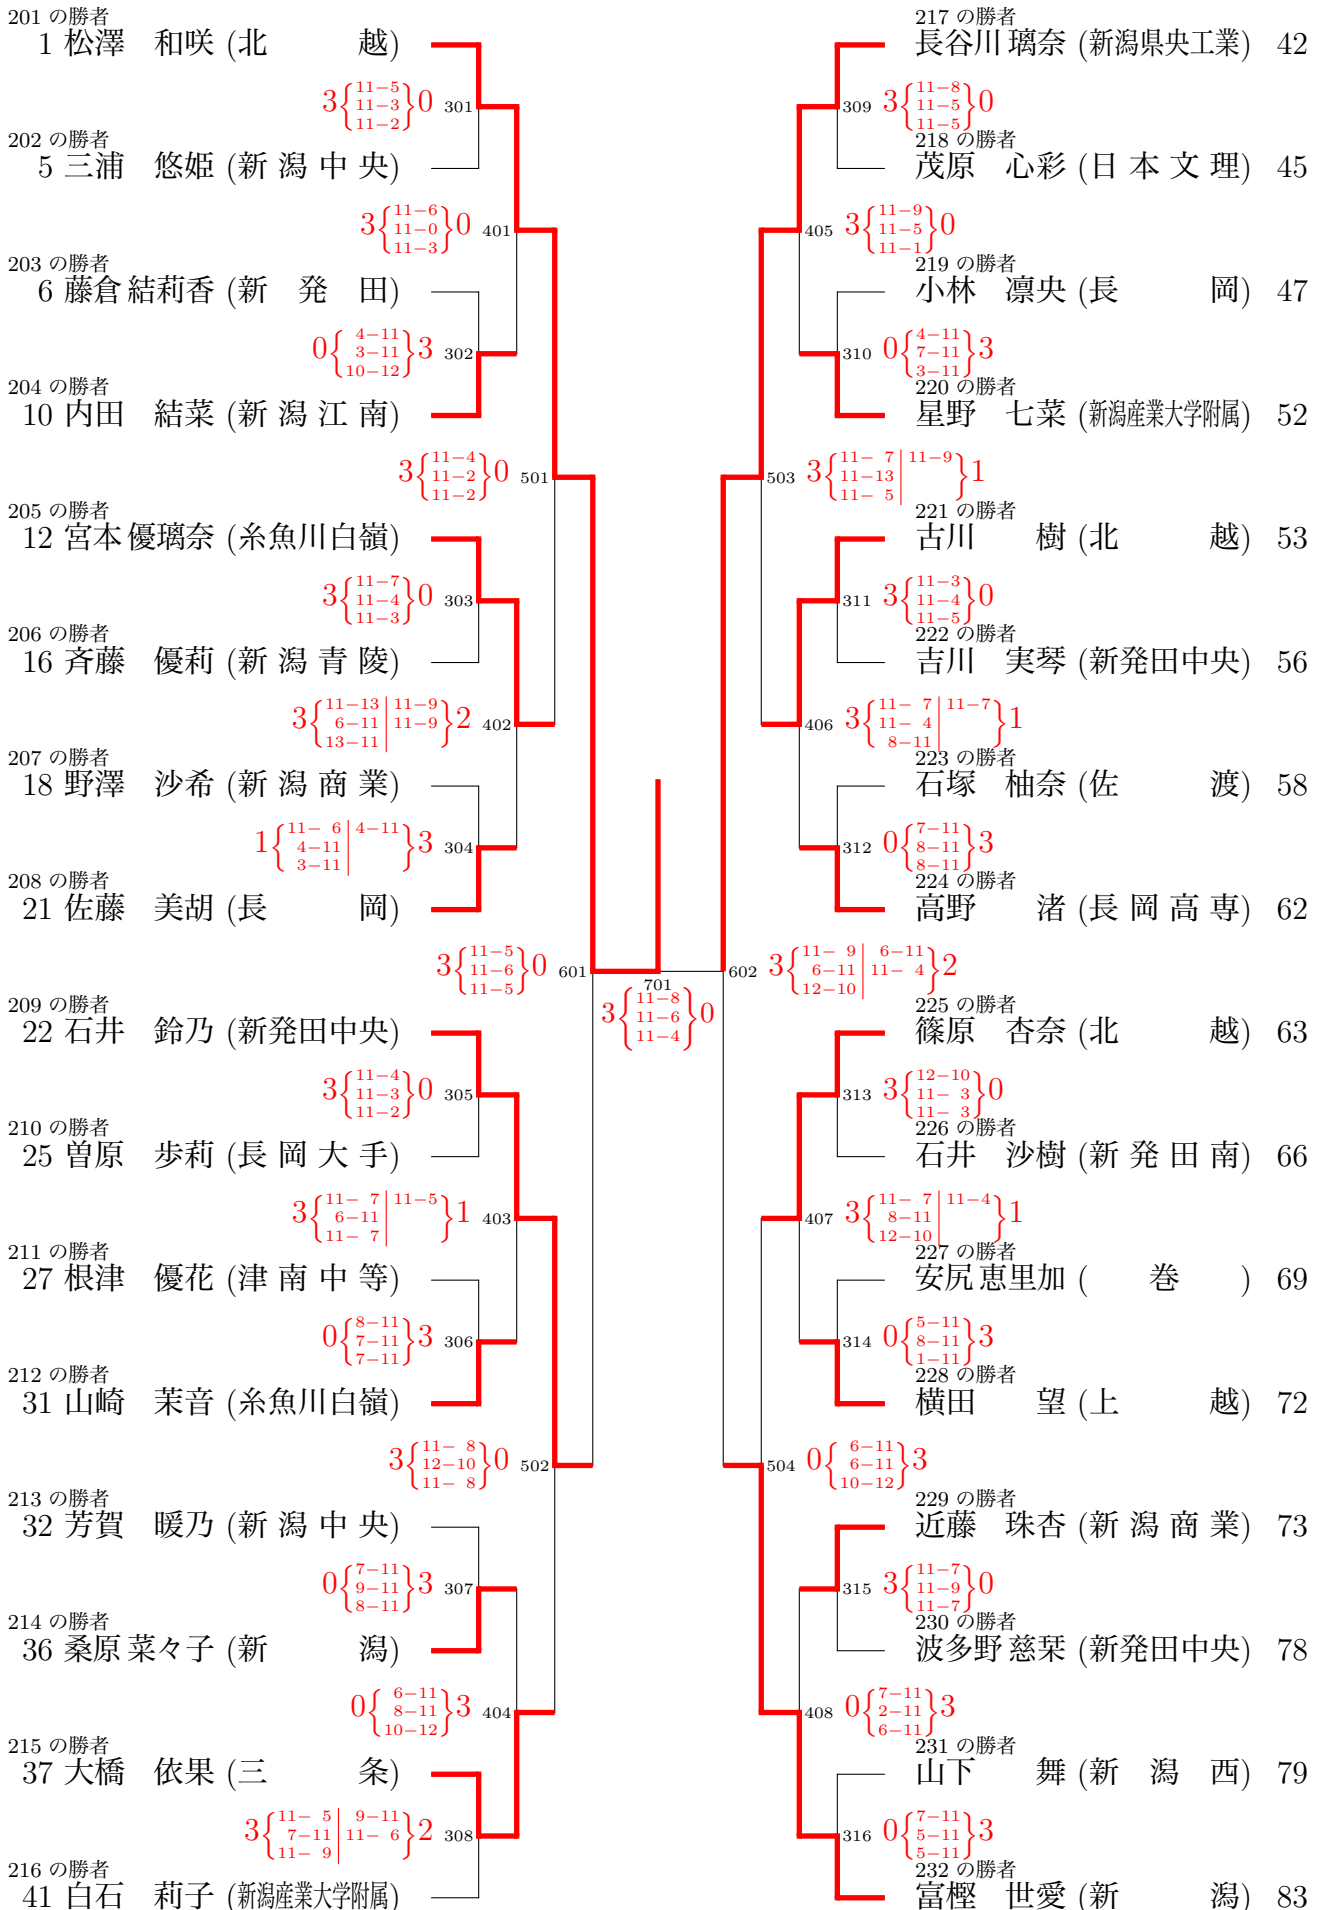 201 の勝者
1 松澤 和咲 (北 越)
3{11-5 11-3 11-2}0 301
202 の勝者
5 三浦 悠姫 (新 潟 中 央)
3{11-6 11-0 11-3}0 401
203 の勝者
6 藤倉 結莉香 (新 発 田)
0{4-11 3-11 10-12}3 302
204 の勝者
10 内田 結菜 (新 潟 江 南)
3{11-4 11-2 11-2}0 501
205 の勝者
12 宮本 優璃奈 (糸魚川白嶺)
3{11-7 11-4 11-3}0 303
206 の勝者
16 斉藤 優莉 (新 潟 青 陵)
3{11-13 6-11 13-11 | 11-9 11-9}2 402
207 の勝者
18 野澤 沙希 (新 潟 商 業)
1{11- 6 4-11 3-11 | 4-11}3 304
208 の勝者
21 佐藤 美胡 (長 岡)
3{11-5 11-6 11-5}0 601
209 の勝者
22 石井 鈴乃 (新発田中央)
3{11-4 11-3 11-2}0 305
210 の勝者
25 曽原 歩莉 (長 岡 大 手)
3{11- 7 6-11 11- 7 | 11-5}1 403
211 の勝者
27 根津 優花 (津 南 中 等)
0{8-11 7-11 7-11}3 306
212 の勝者
31 山崎 茉音 (糸魚川白嶺)
3{11- 8 12-10 11- 8}0 502
213 の勝者
32 芳賀 暖乃 (新 潟 中 央)
0{7-11 9-11 8-11}3 307
214 の勝者
36 桑原 菜々子 (新 潟)
0{6-11 8-11 10-12}3 404
215 の勝者
37 大橋 依果 (三 条)
3{11- 5 7-11 11- 9 | 9-11 11- 6}2 308
216 の勝者
41 白石 莉子 (新潟産業大学附属)
701
3{11-8 11-6 11-4}0
217 の勝者
長谷川 璃奈 (新潟県央工業) 42
309 3{11-8 11-5 11-5}0
218 の勝者
茂原 心彩 (日 本 文 理) 45
405 3{11-9 11-5 11-1}0
219 の勝者
小林 凛央 (長 岡) 47
310 0{4-11 7-11 3-11}3
220 の勝者
星野 七菜 (新潟産業大学附属) 52
503 3{11- 7 11-13 11- 5 | 11-9}1
221 の勝者
古川 樹 (北 越) 53
311 3{11-3 11-4 11-5}0
222 の勝者
吉川 実琴 (新発田中央) 56
406 3{11- 7 11- 4 8-11 | 11-7}1
223 の勝者
石塚 柚奈 (佐 渡) 58
312 0{7-11 8-11 8-11}3
224 の勝者
高野 渚 (長 岡 高 専) 62
602 3{11- 9 6-11 12-10 | 6-11 11- 4}2
225 の勝者
篠原 杏奈 (北 越) 63
313 3{12-10 11- 3 11- 3}0
226 の勝者
石井 沙樹 (新 発 田 南) 66
407 3{11- 7 8-11 12-10 | 11-4}1
227 の勝者
安尻 恵里加 ( 巻 ) 69
314 0{5-11 8-11 1-11}3
228 の勝者
横田 望 (上 越) 72
504 0{6-11 6-11 10-12}3
229 の勝者
近藤 珠杏 (新 潟 商 業) 73
315 3{11-7 11-9 11-7}0
230 の勝者
波多野 慈栞 (新発田中央) 78
408 0{7-11 2-11 6-11}3
231 の勝者
山下 舞 (新 潟 西) 79
316 0{7-11 5-11 5-11}3
232 の勝者
富樫 世愛 (新 潟) 83